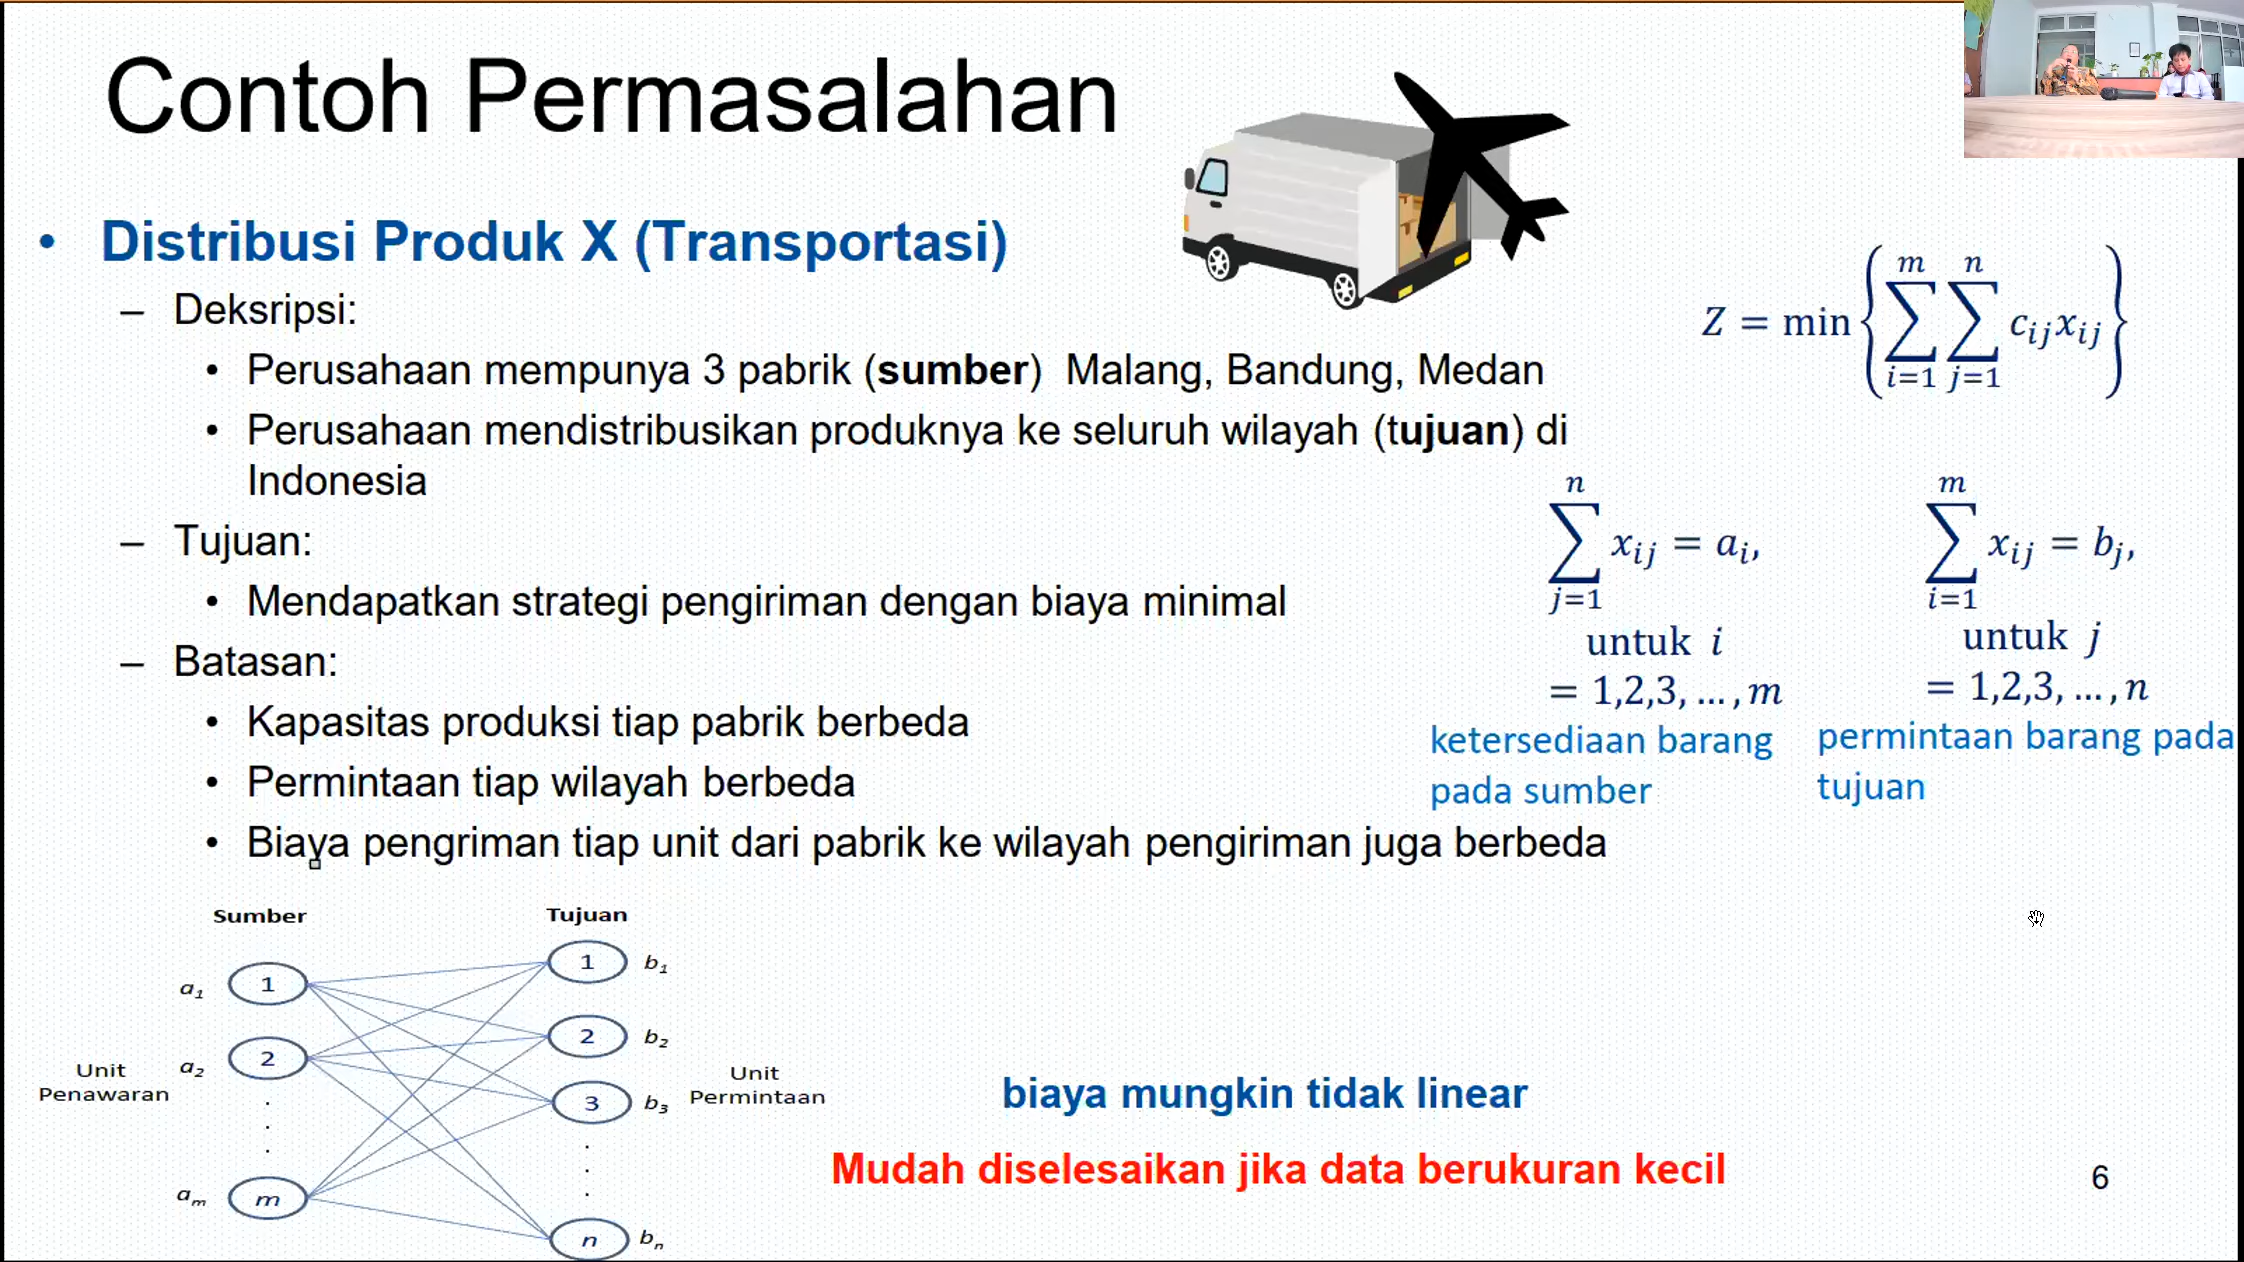 Contoh Permasalahan
• Distribusi Produk X (Transportasi)
– Deksripsi:
• Perusahaan mempunya 3 pabrik (sumber) Malang, Bandung, Medan
• Perusahaan mendistribusikan produknya ke seluruh wilayah (tujuan) di
Indonesia
– Tujuan:
• Mendapatkan strategi pengiriman dengan biaya minimal
– Batasan:
• Kapasitas produksi tiap pabrik berbeda
• Permintaan tiap wilayah berbeda
• Biaya pengriman tiap unit dari pabrik ke wilayah pengiriman juga berbeda
Z = min { ∑_{i=1}^{m} ∑_{j=1}^{n} c_{ij} x_{ij} }
∑_{j=1}^{n} x_{ij} = a_i,
untuk i
= 1,2,3, … , m
ketersediaan barang
pada sumber
∑_{i=1}^{m} x_{ij} = b_j,
untuk j
= 1,2,3, … , n
permintaan barang pada
tujuan
Sumber
Tujuan
a₁ 1
a₂ 2
.
.
.
aₘ m
Unit
Penawaran
1 b₁
2 b₂
3 b₃
.
.
.
n bₙ
Unit
Permintaan
biaya mungkin tidak linear
Mudah diselesaikan jika data berukuran kecil
6